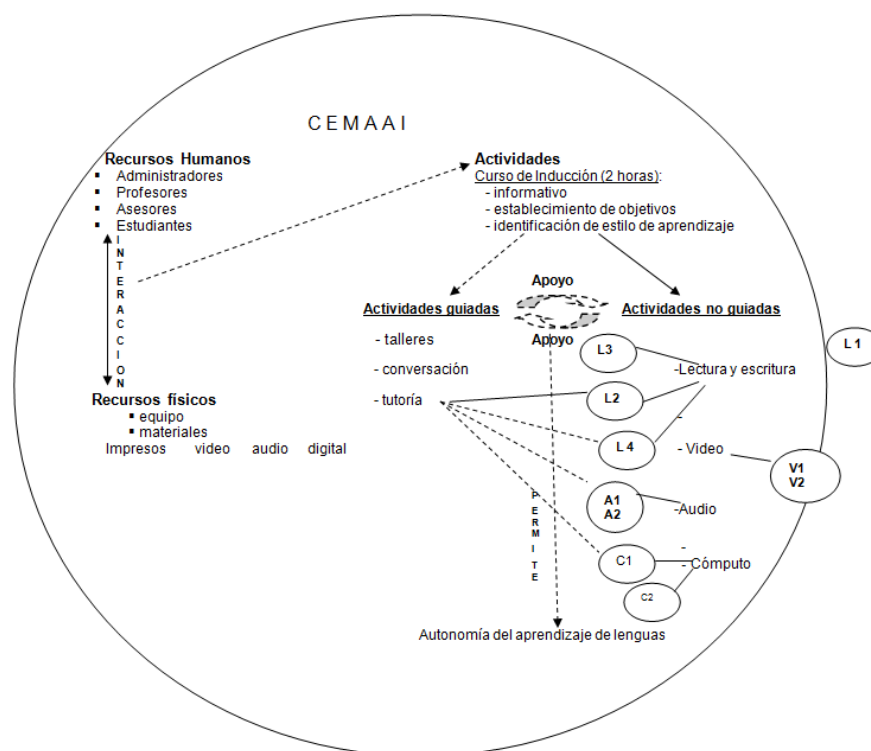 C E M A A I
Recursos Humanos
▪ Administradores
▪ Profesores
▪ Asesores
▪ Estudiantes
INTERACCION
Recursos físicos
▪ equipo
▪ materiales
Impresos video audio digital
Actividades
Curso de Inducción (2 horas):
- informativo
- establecimiento de objetivos
- identificación de estilo de aprendizaje
Actividades guiadas
- talleres
- conversación
- tutoría
Apoyo
Apoyo
Actividades no guiadas
L3
L2
L 4
A1
A2
C1
C2
-Lectura y escritura
-
- Video
-Audio
-
- Cómputo
L 1
V1
V2
PERMITE
Autonomía del aprendizaje de lenguas